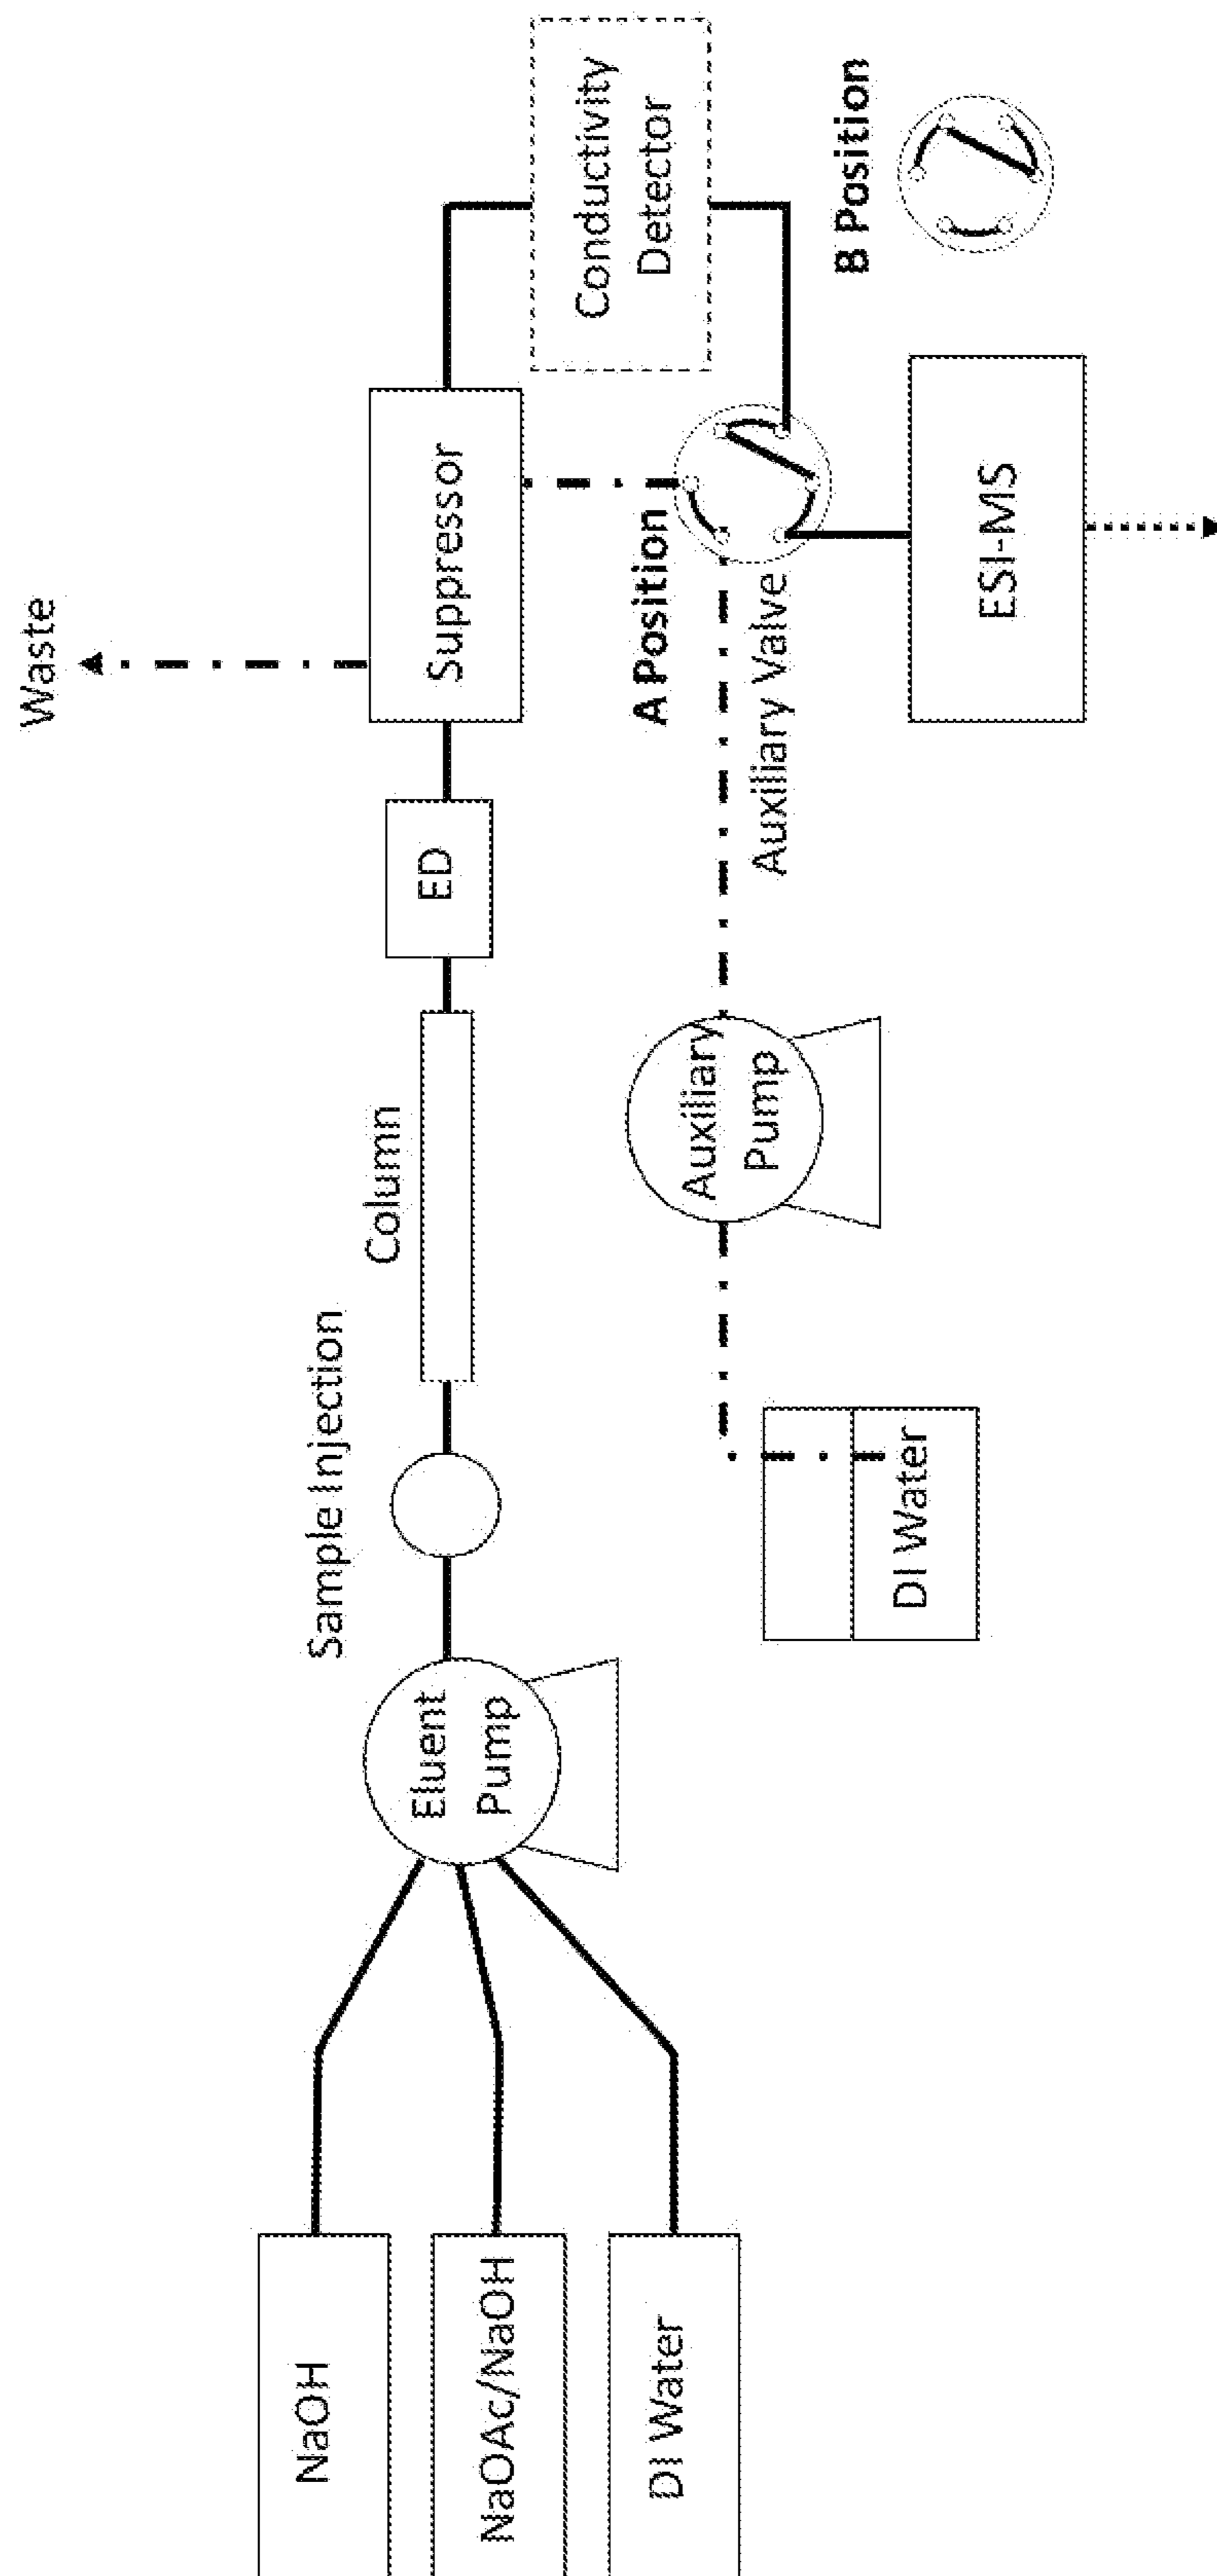 Waste
NaOH
NaOAc/NaOH
DI Water
Eluent
Pump
Sample Injection
Column
ED
Suppressor
Conductivity
Detector
DI Water
Auxiliary
Pump
A Position
Auxiliary Valve
ESI-MS
B Position